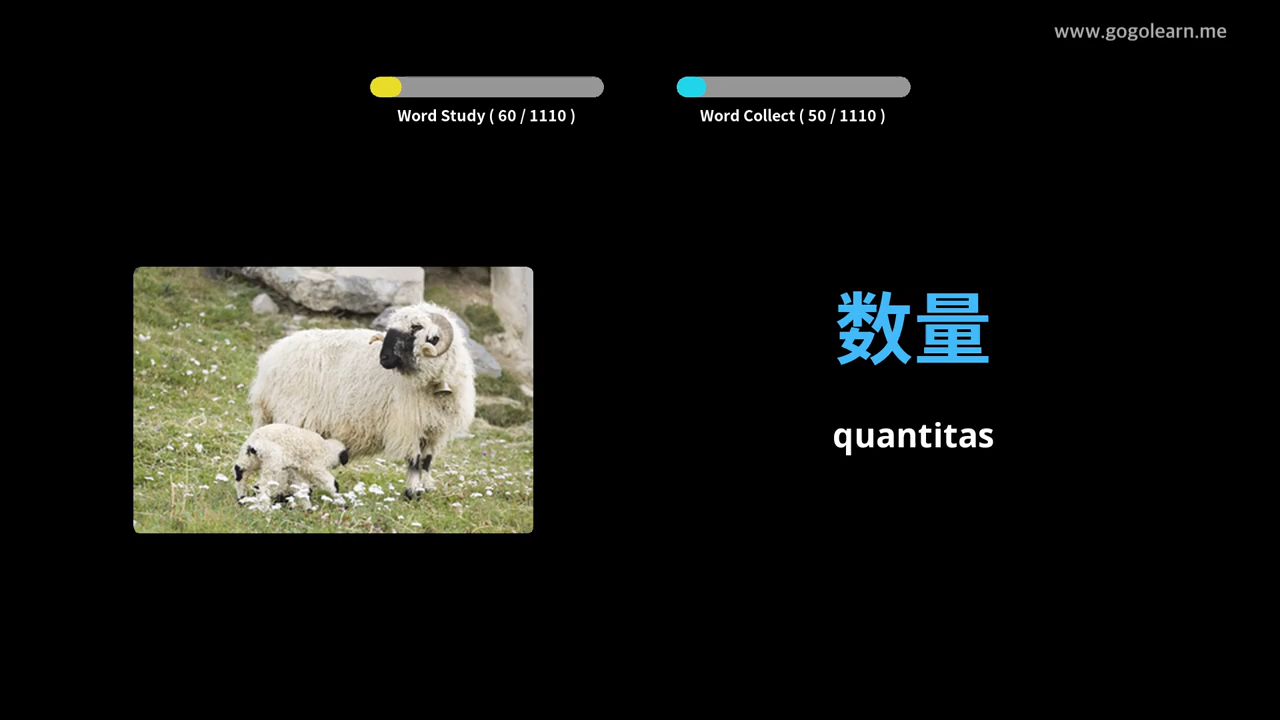 www.gogolearn.me
Word Study ( 60 / 1110 )
Word Collect ( 50 / 1110 )
数量
quantitas